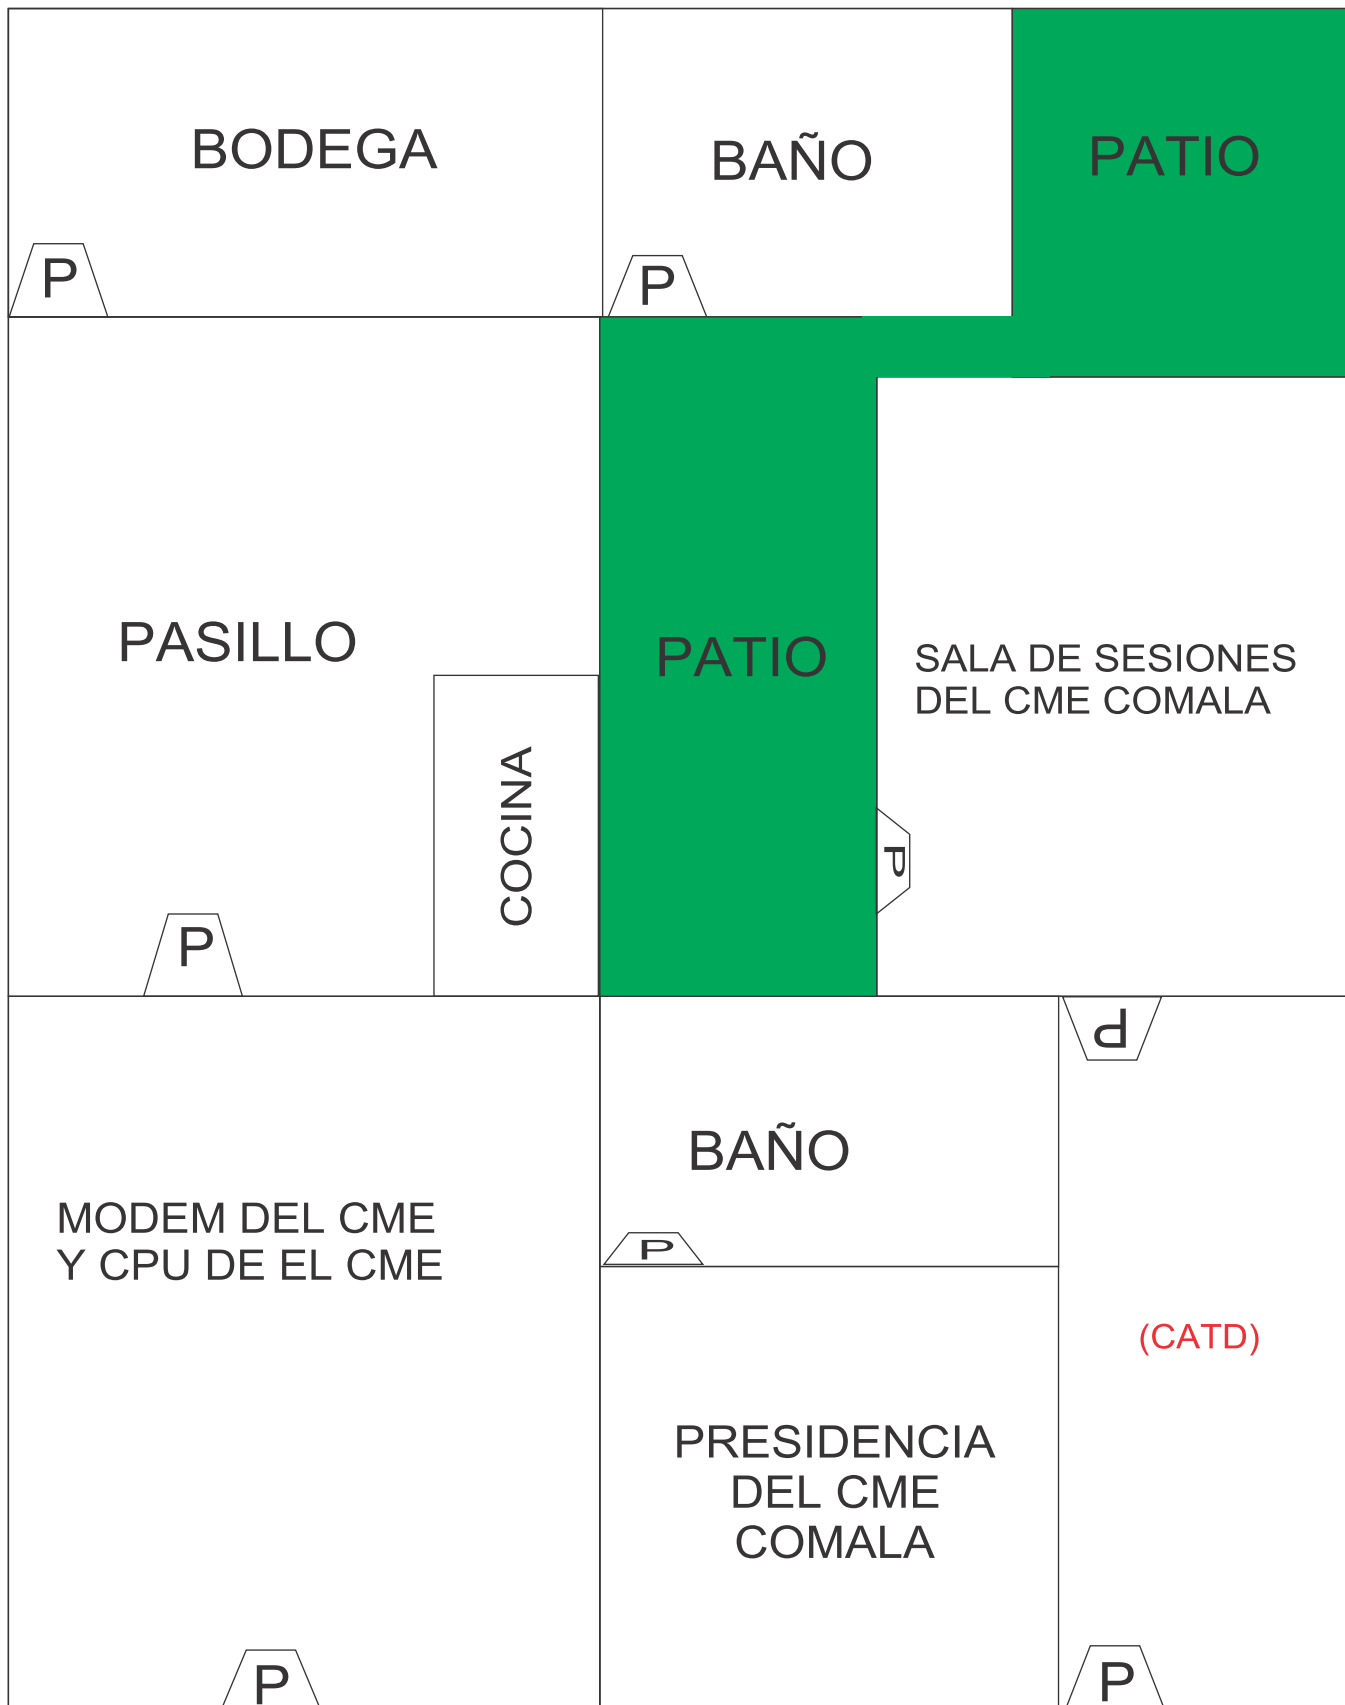 BODEGA
BAÑO
PATIO
P
P
PASILLO
PATIO
SALA DE SESIONES
DEL CME COMALA
COCINA
P
P
P
BAÑO
MODEM DEL CME
Y CPU DE EL CME
P
(CATD)
PRESIDENCIA
DEL CME
COMALA
P
P